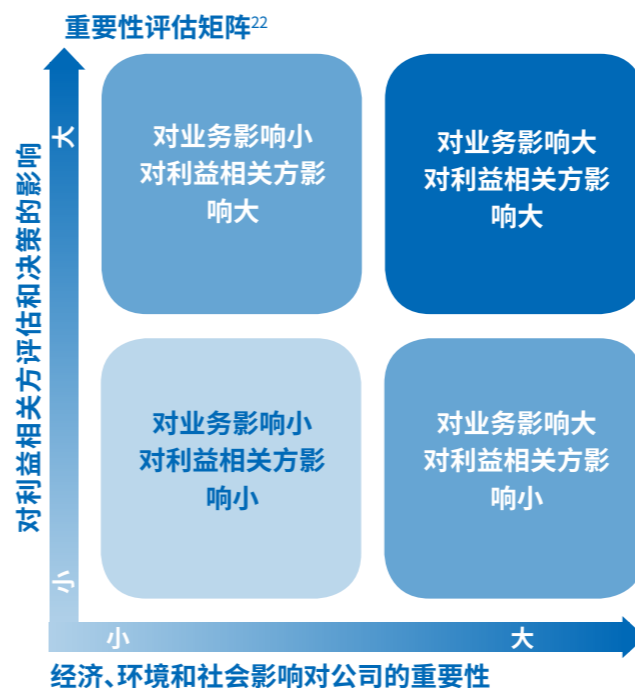 重要性评估矩阵22
对利益相关方评估和决策的影响
大
小
对业务影响小
对利益相关方影
响大
对业务影响大
对利益相关方影
响大
对业务影响小
对利益相关方影
响小
对业务影响大
对利益相关方影
响小
小
大
经济、环境和社会影响对公司的重要性